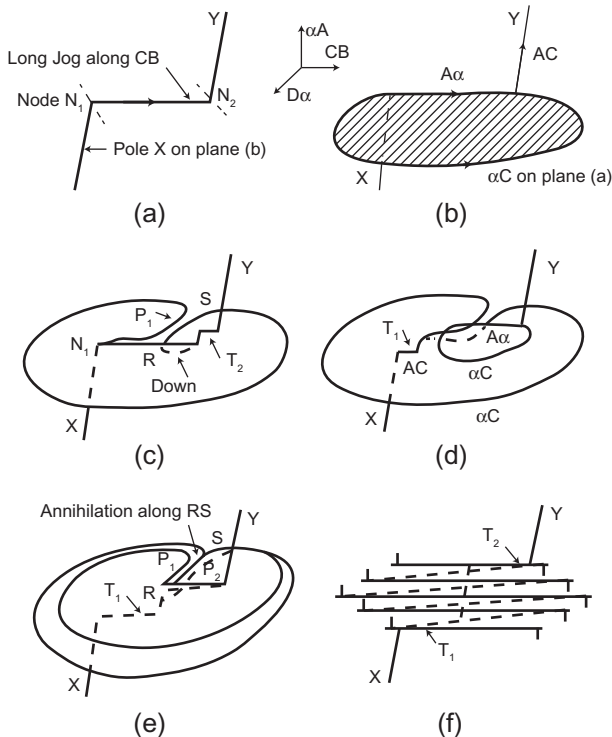 Y
Long Jog along CB
Node N1
N2
Pole X on plane (b)
(a)
αA
CB
Dα
Y
AC
Aα
X
αC on plane (a)
(b)
Y
S
P1
N1
R
T2
Down
X
(c)
Y
T1
Aα
AC
αC
αC
X
(d)
Annihilation along RS
Y
S
P1
P2
R
T1
X
(e)
Y
T2
T1
X
(f)